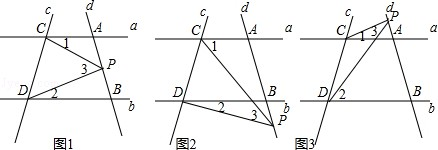 c d
C A a
1
3 P
D 2 B b
图1
c d
C A a
1
D 2 B b
3 P
图2
c d P
C 1 3 A a
D 2 B b
图3